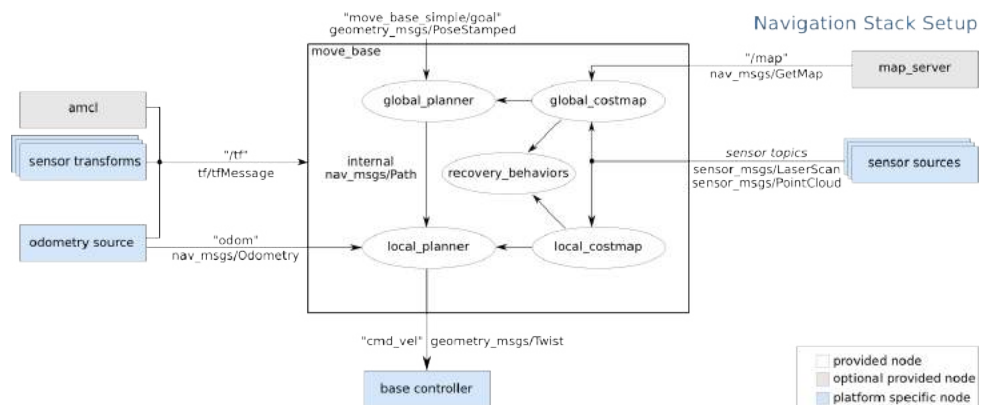 Navigation Stack Setup
"move_base_simple/goal"
geometry_msgs/PoseStamped
move_base
"/map"
nav_msgs/GetMap
map_server
global_planner
global_costmap
amcl
sensor transforms
"/tf"
tf/tfMessage
internal
nav_msgs/Path
recovery_behaviors
sensor topics
sensor_msgs/LaserScan
sensor_msgs/PointCloud
sensor sources
odometry source
"odom"
nav_msgs/Odometry
local_planner
local_costmap
"cmd_vel" geometry_msgs/Twist
base controller
provided node
optional provided node
platform specific node